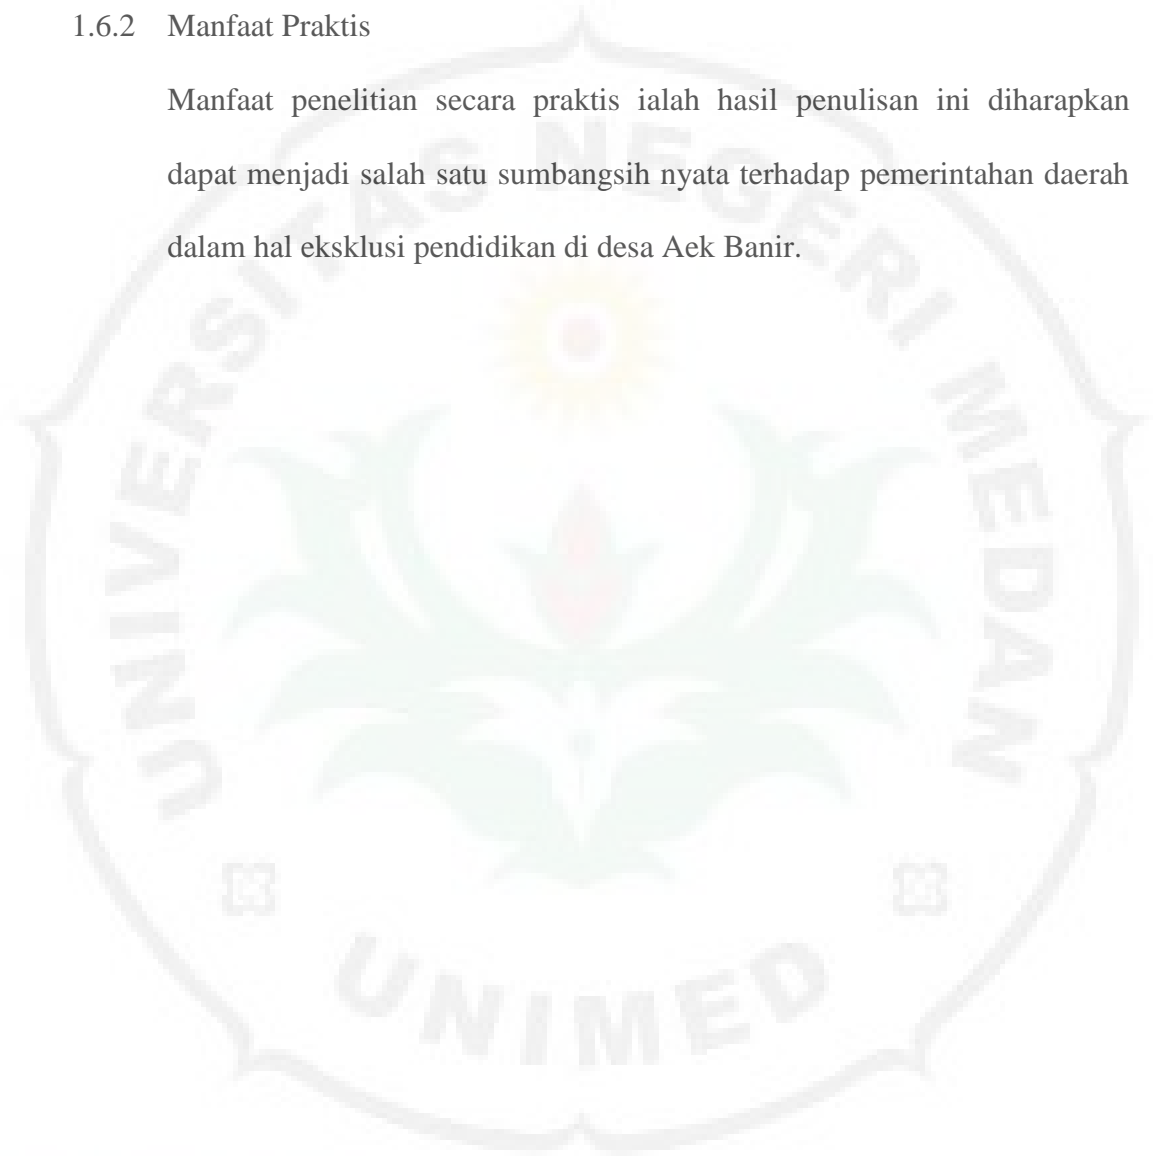 1.6.2 Manfaat Praktis
Manfaat penelitian secara praktis ialah hasil penulisan ini diharapkan
dapat menjadi salah satu sumbangsih nyata terhadap pemerintahan daerah
dalam hal eksklusi pendidikan di desa Aek Banir.
UNIVERSITAS NEGERI MEDAN
UNIMED